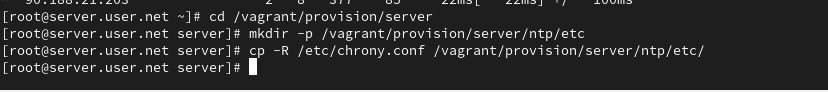 [root@server.user.net ~]# cd /vagrant/provision/server
[root@server.user.net server]# mkdir -p /vagrant/provision/server/ntp/etc
[root@server.user.net server]# cp -R /etc/chrony.conf /vagrant/provision/server/ntp/etc/
[root@server.user.net server]#